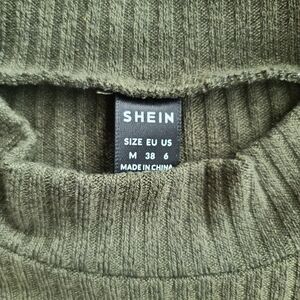 SHEIN
SIZE EU US
M 38 6
MADE IN CHINA